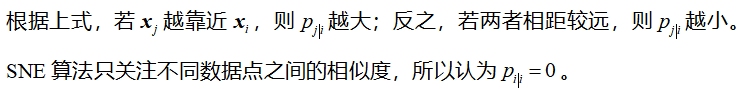 根据上式，若 xⱼ 越靠近 xᵢ，则 p_{j|i} 越大；反之，若两者相距较远，则 p_{j|i} 越小。
SNE 算法只关注不同数据点之间的相似度，所以认为 p_{i|i} = 0 。